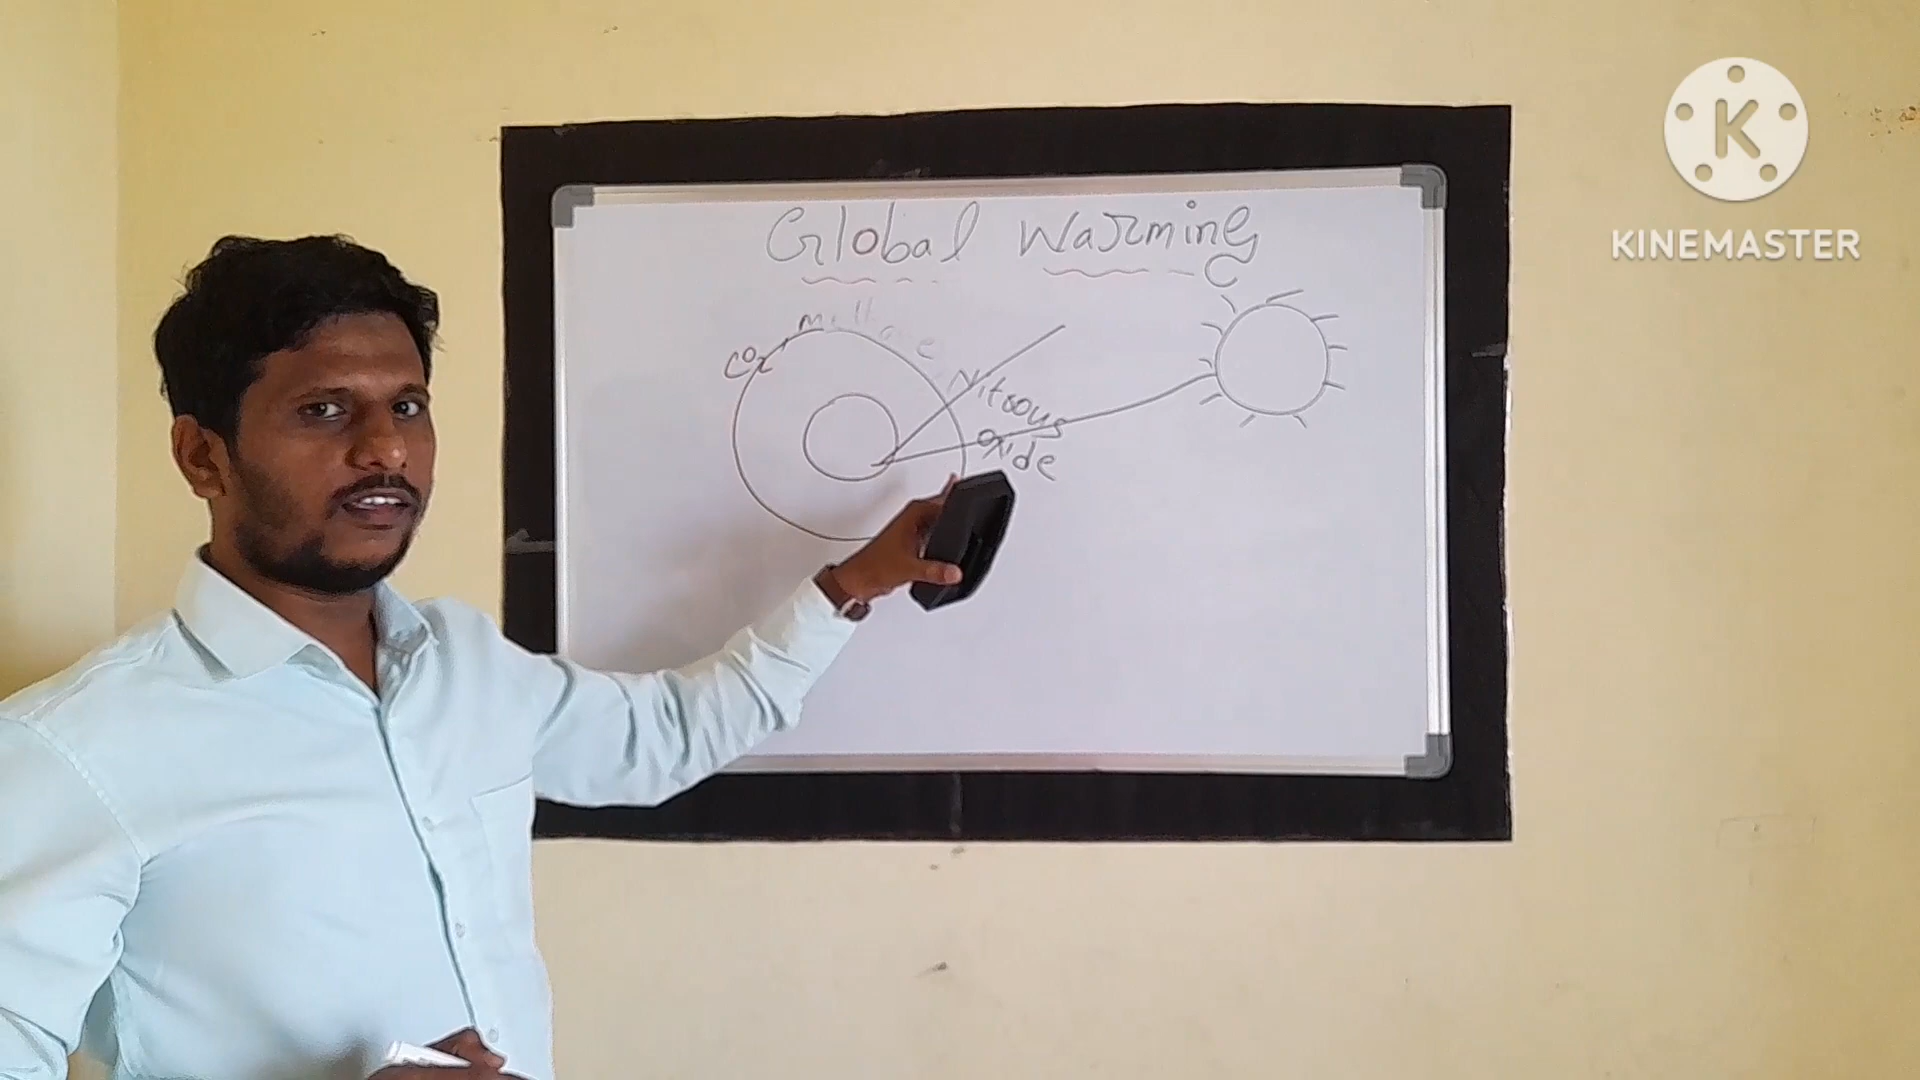 Global Warming
Methane
CO2
Nitrous
Oxide
K
KINEMASTER